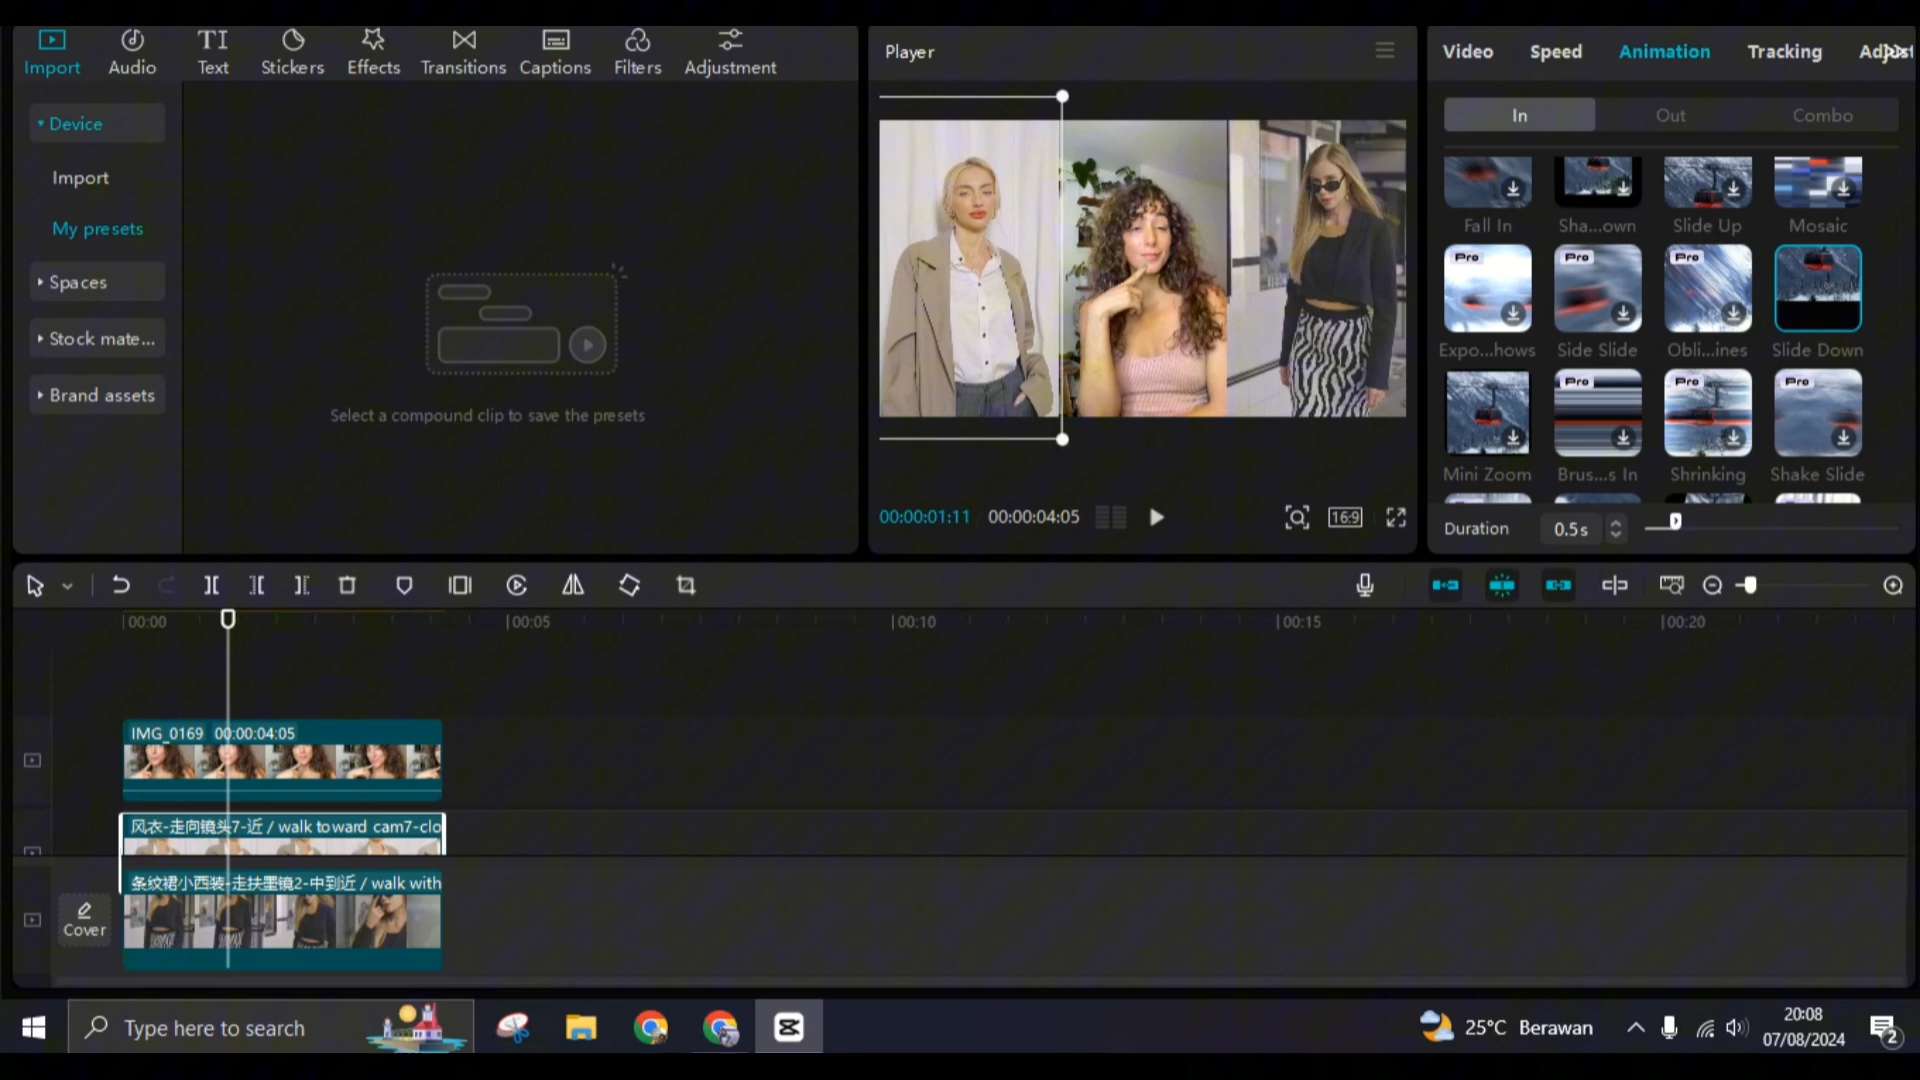 Import
Audio
Text
Stickers
Effects
Transitions
Captions
Filters
Adjustment
Device
Import
My presets
Spaces
Stock mate...
Brand assets
Select a compound clip to save the presets
Player
00:00:01:11
00:00:04:05
16:9
Video
Speed
Animation
Tracking
In
Out
Combo
Fall In
Sha...own
Slide Up
Mosaic
Pro
Pro
Pro
Expo...hows
Side Slide
Obli...ines
Slide Down
Pro
Pro
Pro
Mini Zoom
Brus...s In
Shrinking
Shake Slide
Duration
0.5s
00:00
00:05
00:10
00:15
00:20
IMG_0169 00:00:04:05
风衣-走向镜头7-近 / walk toward cam7-clo
条纹裙小西装-走扶墨镜2-中到近 / walk with
Cover
Type here to search
25°C Berawan
20:08
07/08/2024
2